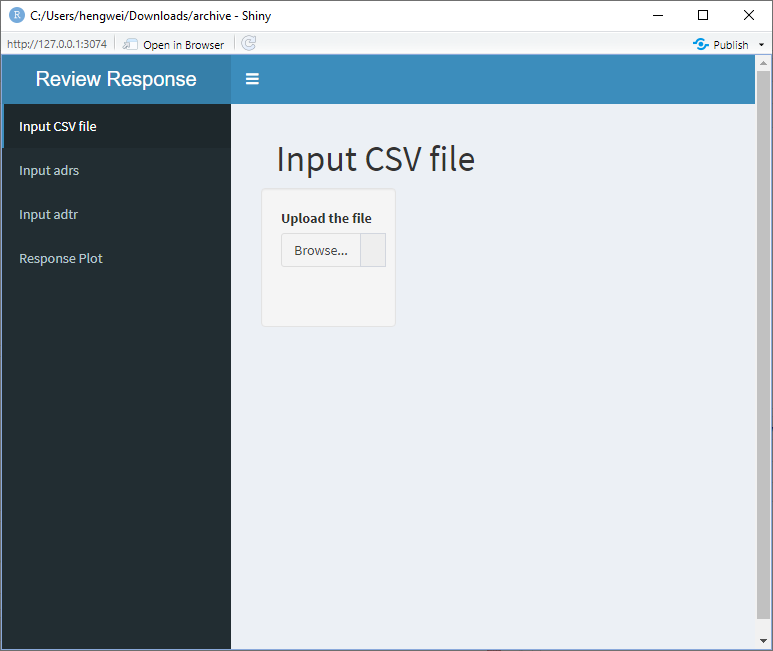 R C:/Users/hengwei/Downloads/archive - Shiny
http://127.0.0.1:3074 Open in Browser Publish
Review Response
Input CSV file
Input adrs
Input adtr
Response Plot
Input CSV file
Upload the file
Browse...